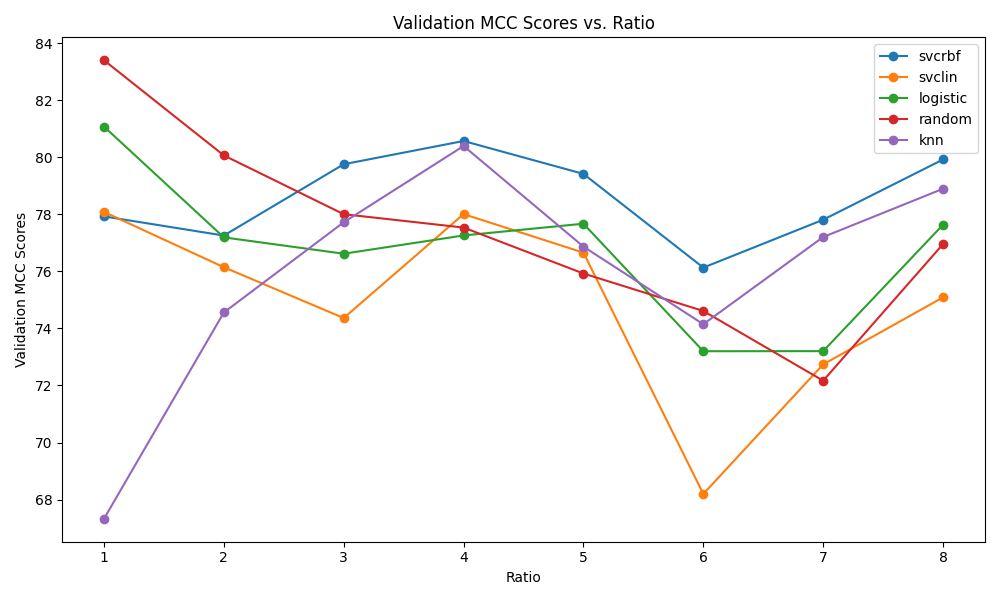 Validation MCC Scores vs. Ratio
84
82
80
78
76
74
72
70
68
Validation MCC Scores
svcrbf
svclin
logistic
random
knn
1 2 3 4 5 6 7 8
Ratio